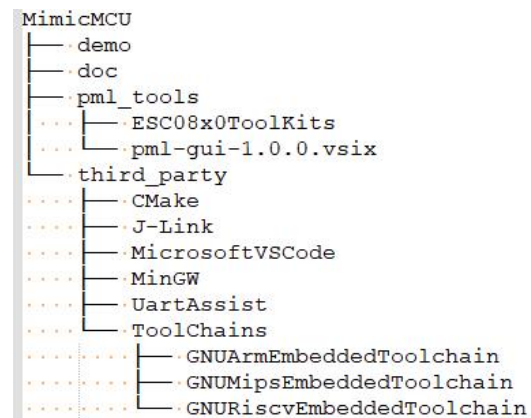 MimicMCU
├── demo
├── doc
├── pml_tools
│   ├── ESC08x0ToolKits
│   └── pml-gui-1.0.0.vsix
└── third_party
    ├── CMake
    ├── J-Link
    ├── MicrosoftVSCode
    ├── MinGW
    ├── UartAssist
    └── ToolChains
        ├── GNUArmEmbeddedToolchain
        ├── GNUMipsEmbeddedToolchain
        └── GNURiscvEmbeddedToolchain